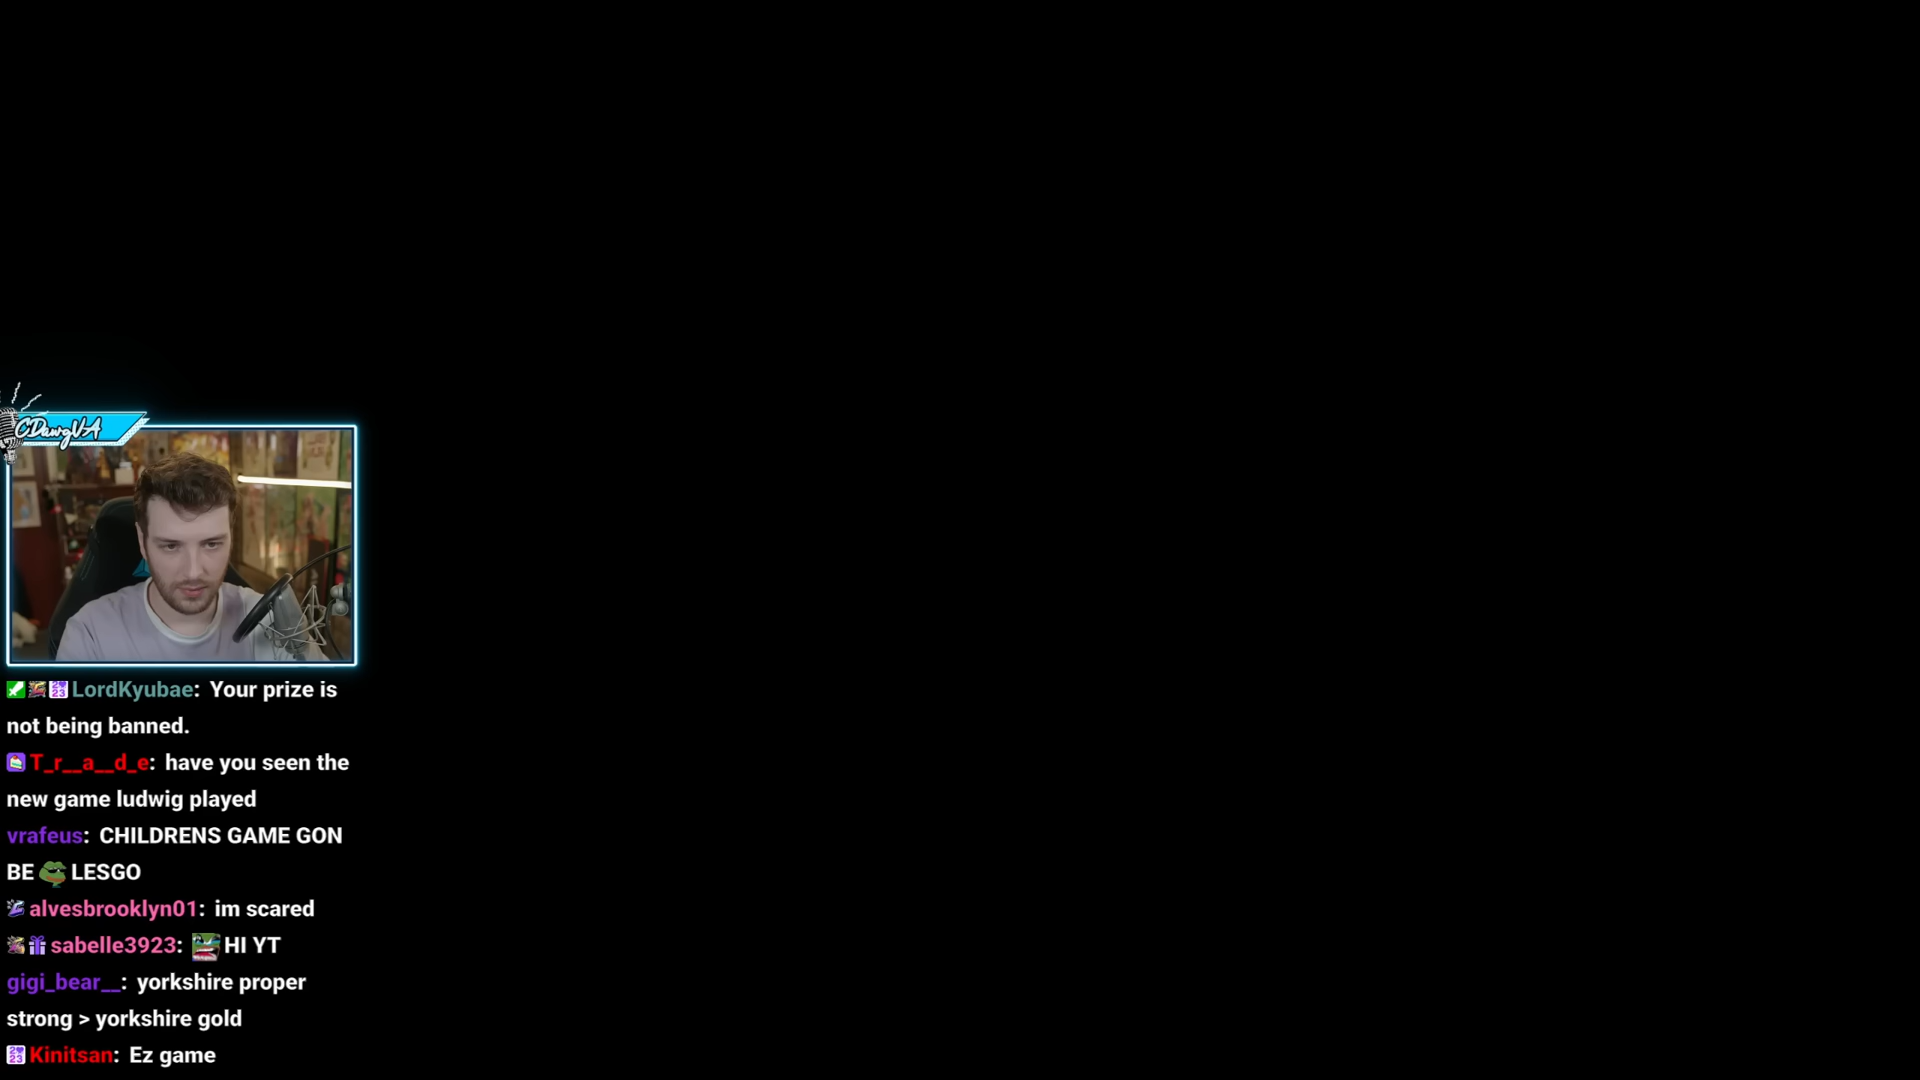 CDawgVA
LordKyubae: Your prize is
not being banned.
T_r__a__d_e: have you seen the
new game ludwig played
vrafeus: CHILDRENS GAME GON
BE LESGO
alvesbrooklyn01: im scared
sabelle3923: HI YT
gigi_bear__: yorkshire proper
strong > yorkshire gold
Kinitsan: Ez game